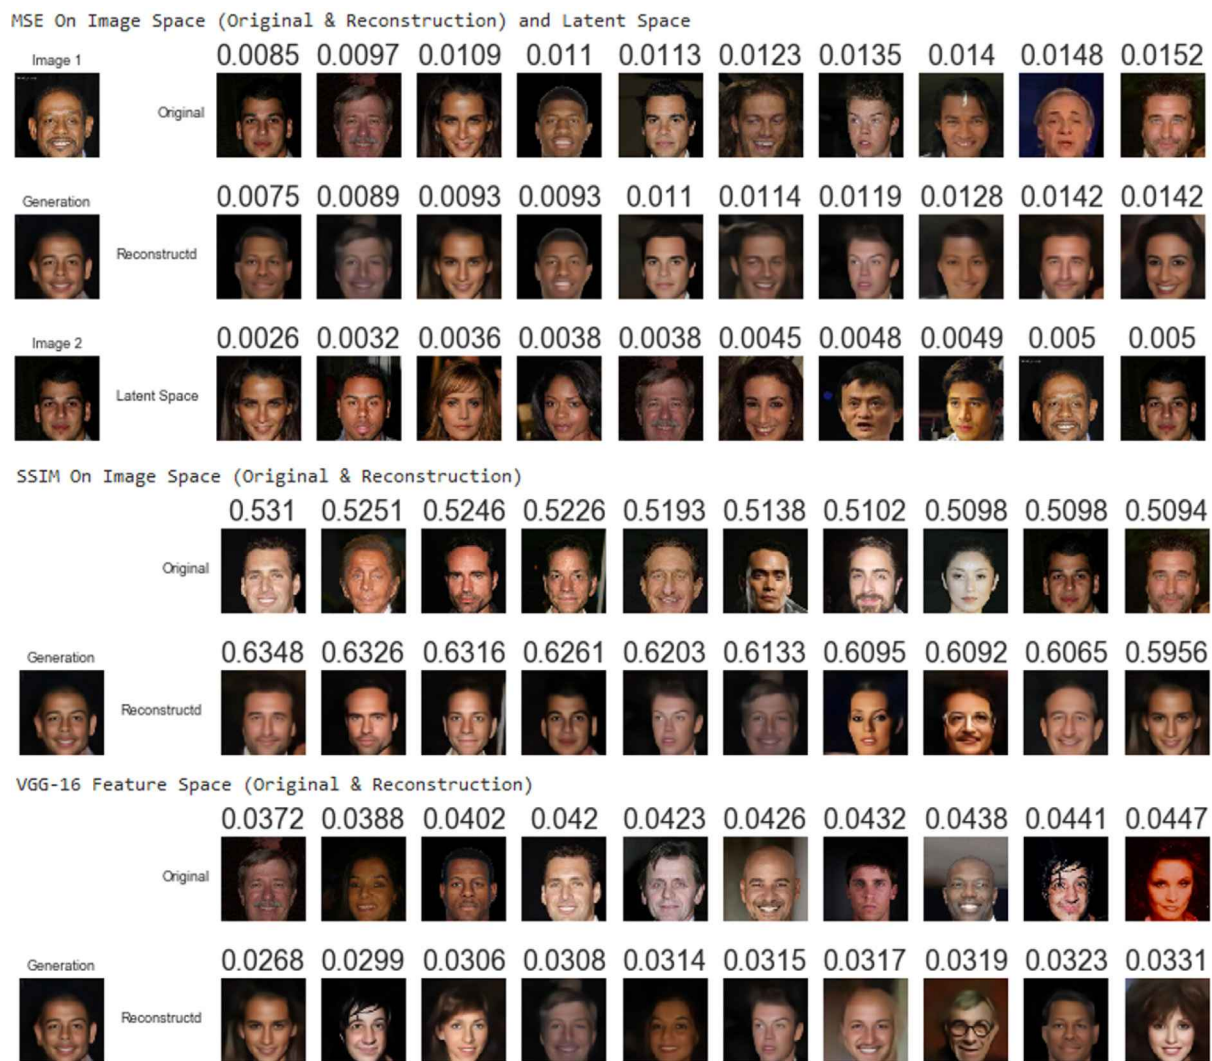 MSE On Image Space (Original & Reconstruction) and Latent Space
Image 1
0.0085 0.0097 0.0109 0.011 0.0113 0.0123 0.0135 0.014 0.0148 0.0152
Original
Generation
0.0075 0.0089 0.0093 0.0093 0.011 0.0114 0.0119 0.0128 0.0142 0.0142
Reconstructd
Image 2
0.0026 0.0032 0.0036 0.0038 0.0038 0.0045 0.0048 0.0049 0.005 0.005
Latent Space
SSIM On Image Space (Original & Reconstruction)
0.531 0.5251 0.5246 0.5226 0.5193 0.5138 0.5102 0.5098 0.5098 0.5094
Original
Generation
0.6348 0.6326 0.6316 0.6261 0.6203 0.6133 0.6095 0.6092 0.6065 0.5956
Reconstructd
VGG-16 Feature Space (Original & Reconstruction)
0.0372 0.0388 0.0402 0.042 0.0423 0.0426 0.0432 0.0438 0.0441 0.0447
Original
Generation
0.0268 0.0299 0.0306 0.0308 0.0314 0.0315 0.0317 0.0319 0.0323 0.0331
Reconstructd